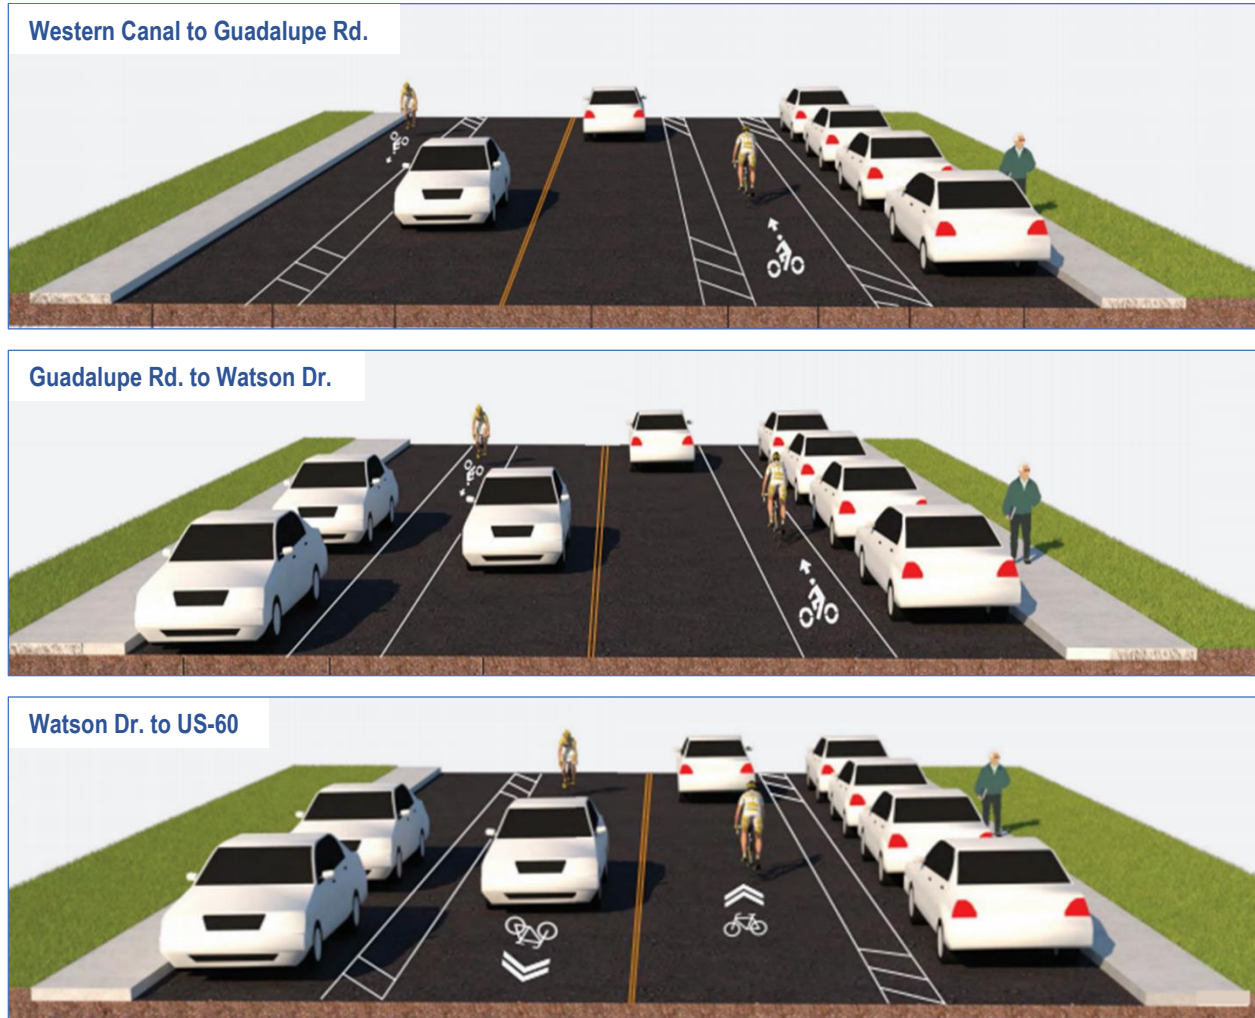 Western Canal to Guadalupe Rd.
Guadalupe Rd. to Watson Dr.
Watson Dr. to US-60